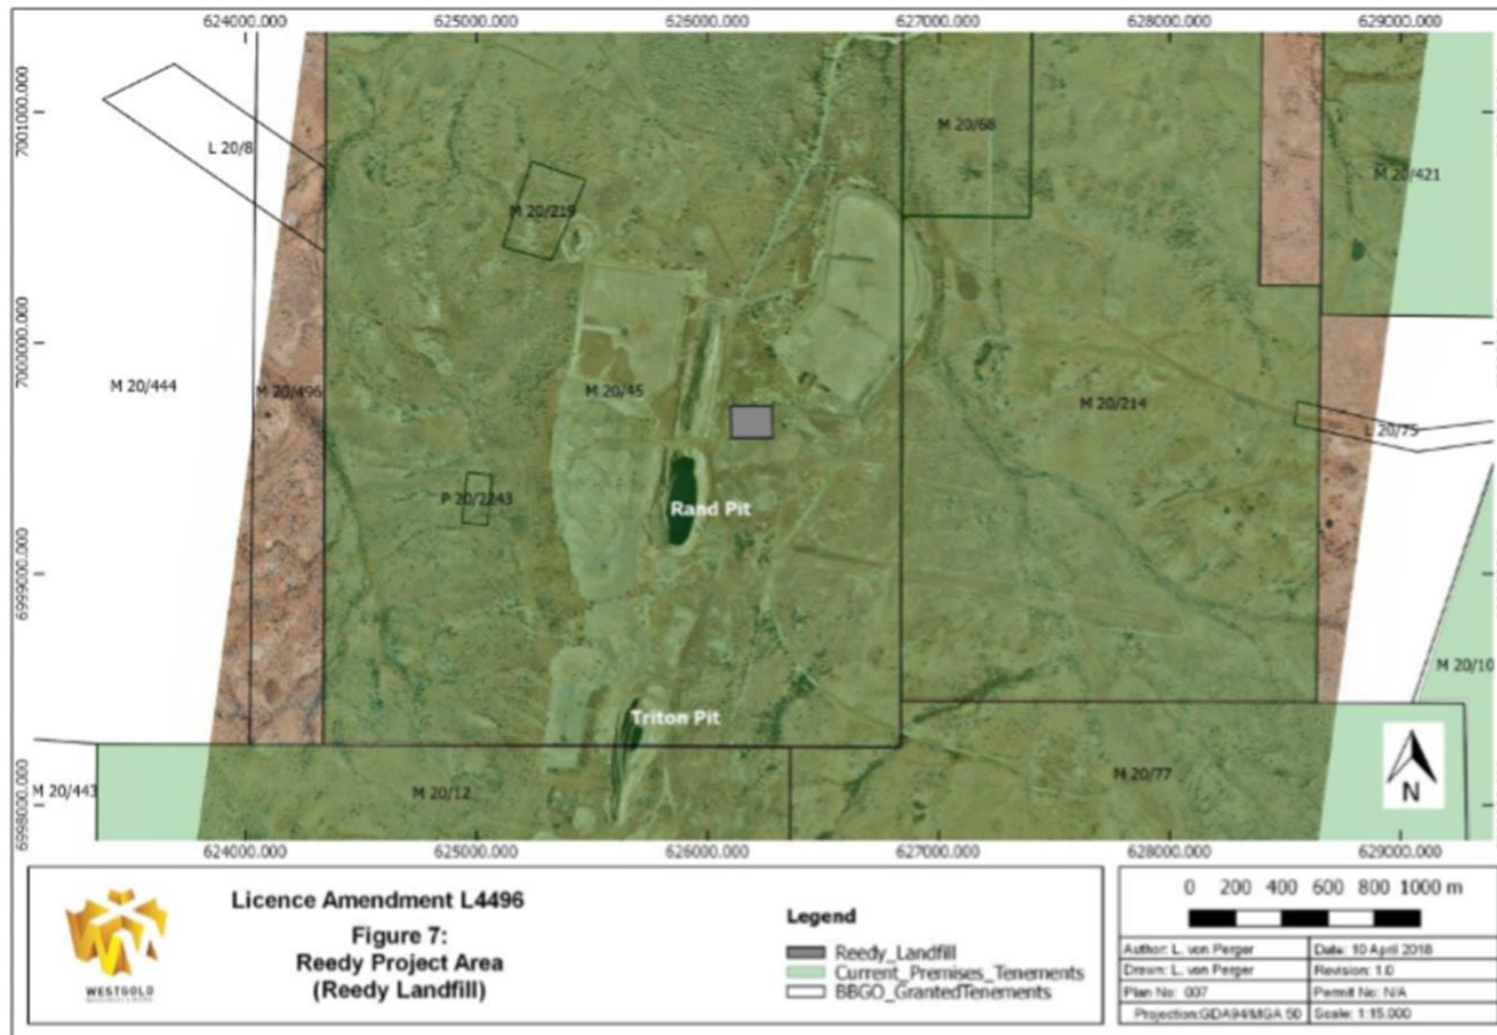 624000.000 625000.000 626000.000 627000.000 628000.000 629000.000
7001000.000
7000000.000
6999000.000
6998000.000
M 20/68
L 20/8
M 20/421
M 20/219
M 20/444
M 20/496
M 20/45
M 20/214
L 20/75
P 20/2243
Rand Pit
M 20/10
Triton Pit
M 20/77
M 20/443
M 20/12
N
624000.000 625000.000 626000.000 627000.000 628000.000 629000.000
WESTGOLD
Licence Amendment L4496
Figure 7:
Reedy Project Area
(Reedy Landfill)
Legend
Reedy_Landfill
Current_Premises_Tenements
BBGO_GrantedTenements
0 200 400 600 800 1000 m
Author: L. von Perger
Date: 10 April 2018
Drawn: L. von Perger
Revision: 1.0
Plan No: 007
Permit No: N/A
Projection:GDA94/MGA 50
Scale: 1:15.000